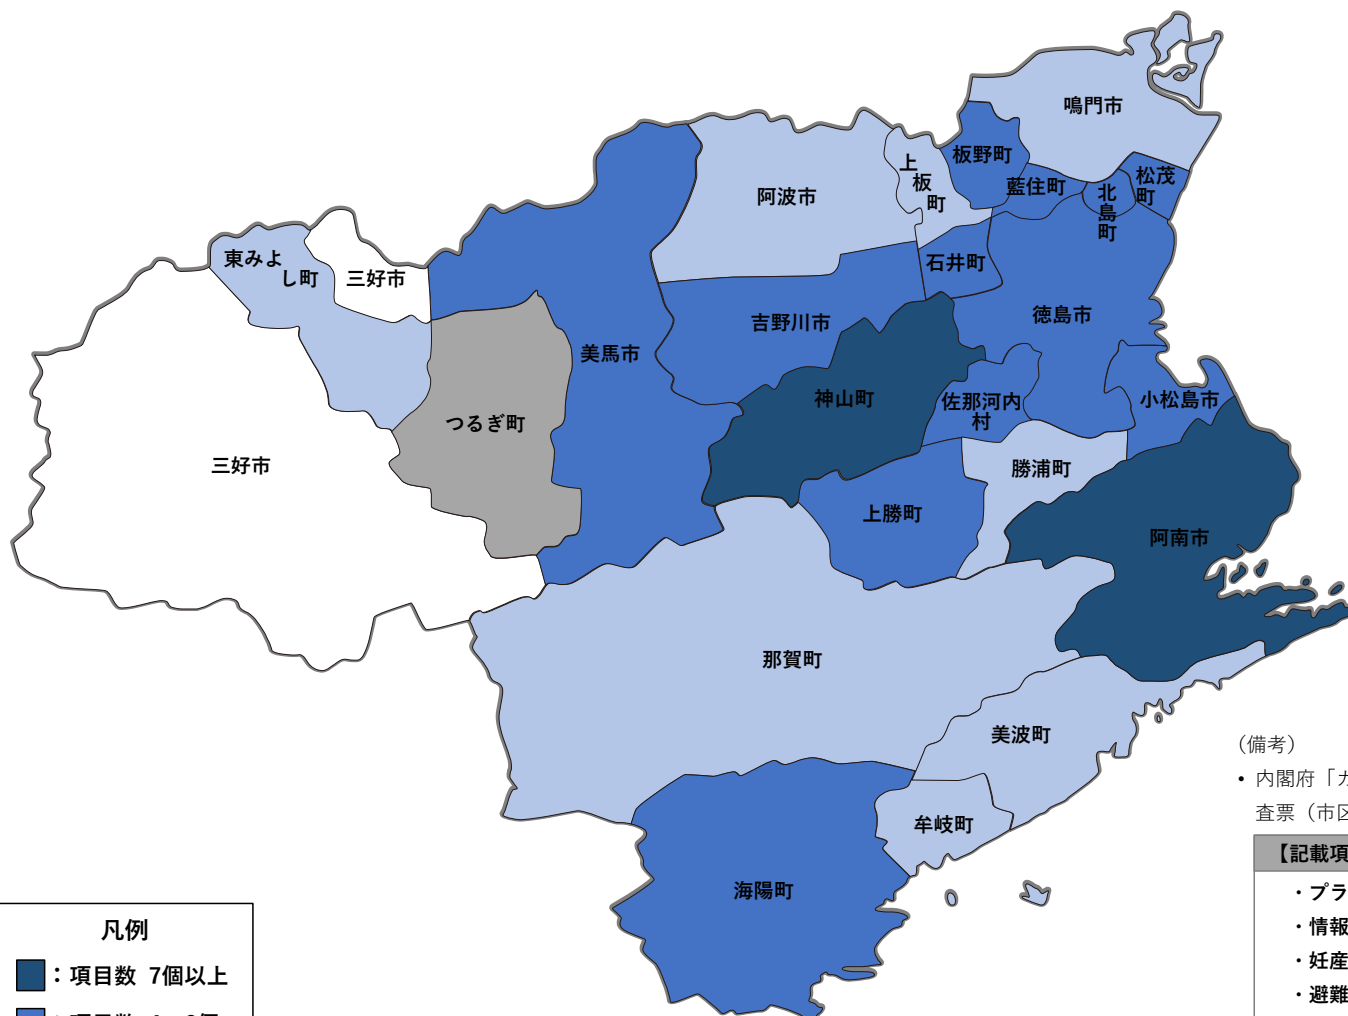 鳴門市
板野町
松茂
町
上
板
町
藍住町
北
島
町
阿波市
東みよ
し町
三好市
石井町
吉野川市
徳島市
美馬市
神山町
佐那河内
村
小松島市
つるぎ町
三好市
勝浦町
上勝町
阿南市
那賀町
美波町
牟岐町
海陽町
（備考）
• 内閣府「
査票（市区
【記載項
・プラ
・情報
・妊産
・避難
凡例
：項目数 7個以上